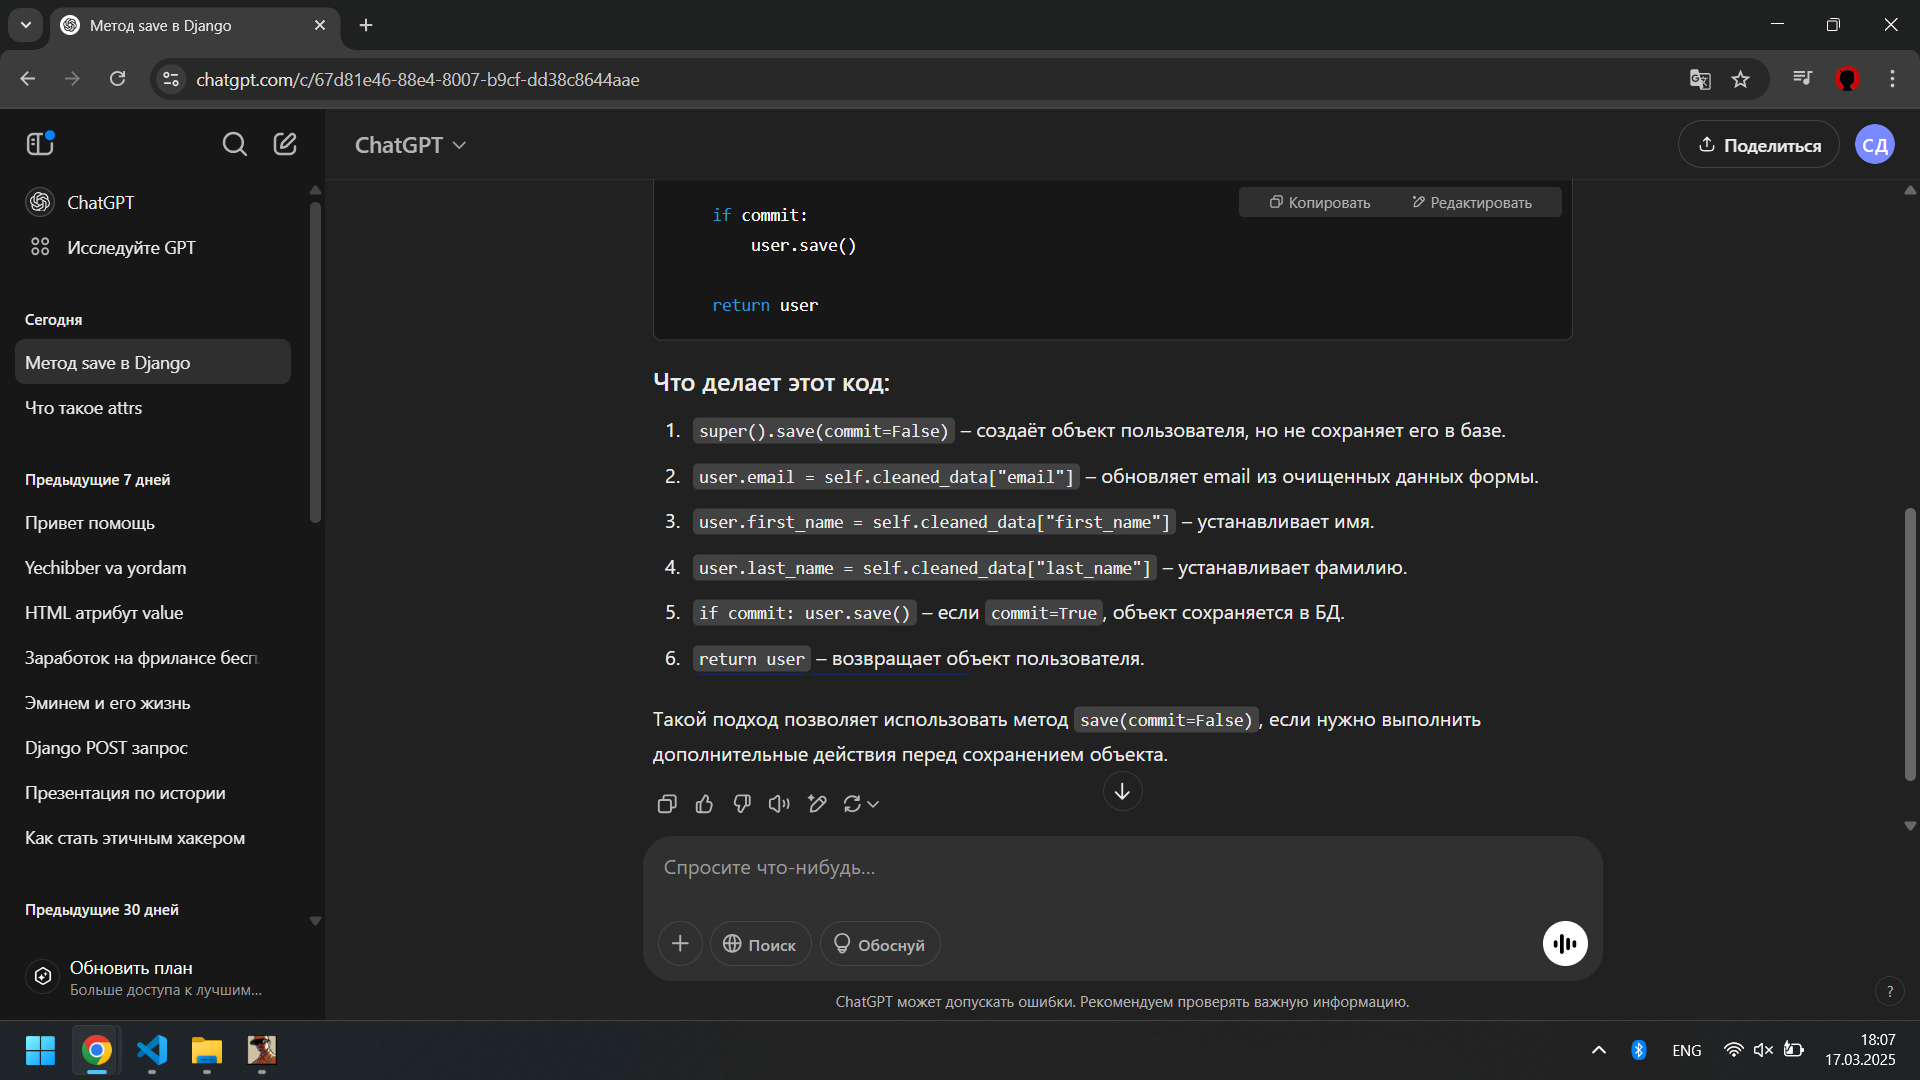 Метод save в Django
chatgpt.com/c/67d81e46-88e4-8007-b9cf-dd38c8644aae
ChatGPT
Исследуйте GPT
Сегодня
Метод save в Django
Что такое attrs
Предыдущие 7 дней
Привет помощь
Yechibber va yordam
HTML атрибут value
Заработок на фрилансе бесп
Эминем и его жизнь
Django POST запрос
Презентация по истории
Как стать этичным хакером
Предыдущие 30 дней
Обновить план
Больше доступа к лучшим...
ChatGPT
Поделиться
СД
Копировать
Редактировать
if commit:
user.save()
return user
Что делает этот код:
1. super().save(commit=False) – создаёт объект пользователя, но не сохраняет его в базе.
2. user.email = self.cleaned_data["email"] – обновляет email из очищенных данных формы.
3. user.first_name = self.cleaned_data["first_name"] – устанавливает имя.
4. user.last_name = self.cleaned_data["last_name"] – устанавливает фамилию.
5. if commit: user.save() – если commit=True, объект сохраняется в БД.
6. return user – возвращает объект пользователя.
Такой подход позволяет использовать метод save(commit=False), если нужно выполнить
дополнительные действия перед сохранением объекта.
Спросите что-нибудь...
Поиск
Обоснуй
ChatGPT может допускать ошибки. Рекомендуем проверять важную информацию.
?
ENG
18:07
17.03.2025